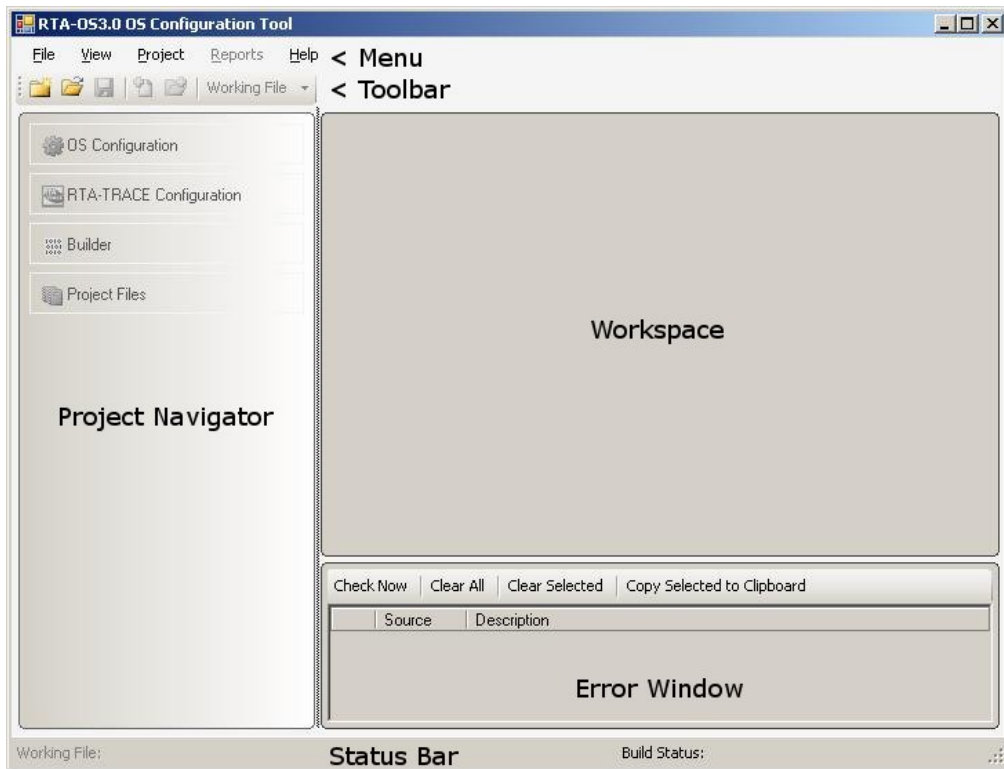 RTA-OS3.0 OS Configuration Tool
File View Project Reports Help < Menu
Working File < Toolbar
OS Configuration
RTA-TRACE Configuration
Builder
Project Files
Project Navigator
Workspace
Check Now Clear All Clear Selected Copy Selected to Clipboard
Source Description
Error Window
Working File: Status Bar Build Status: